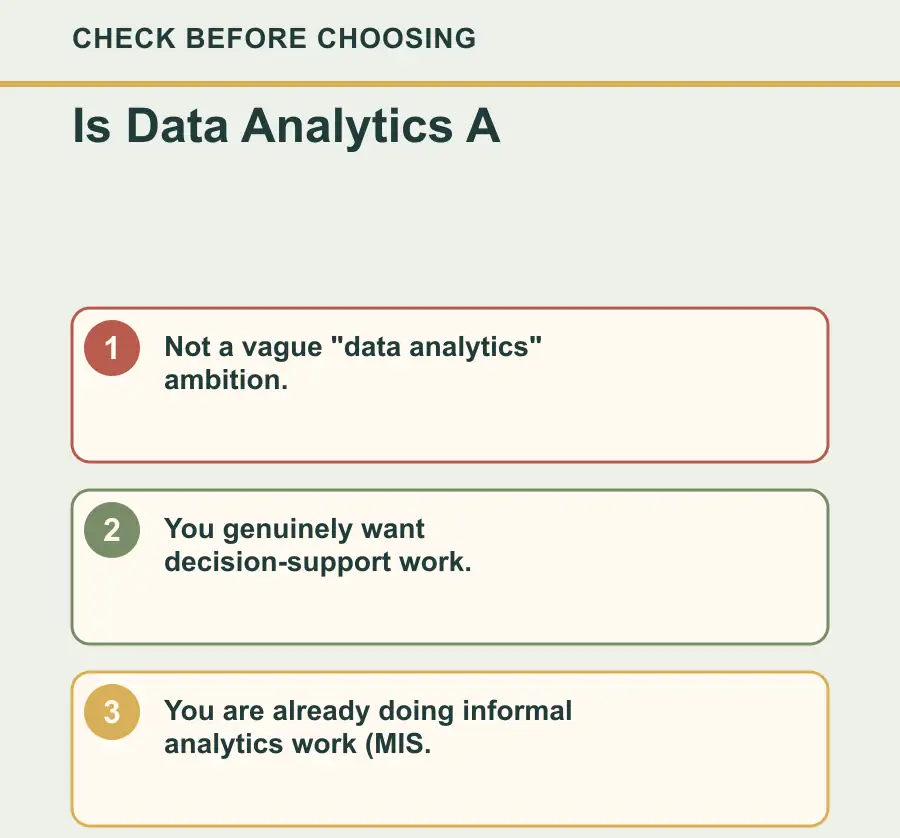 CHECK BEFORE CHOOSING
Is Data Analytics A
1
Not a vague "data analytics"
ambition.
2
You genuinely want
decision-support work.
3
You are already doing informal
analytics work (MIS.